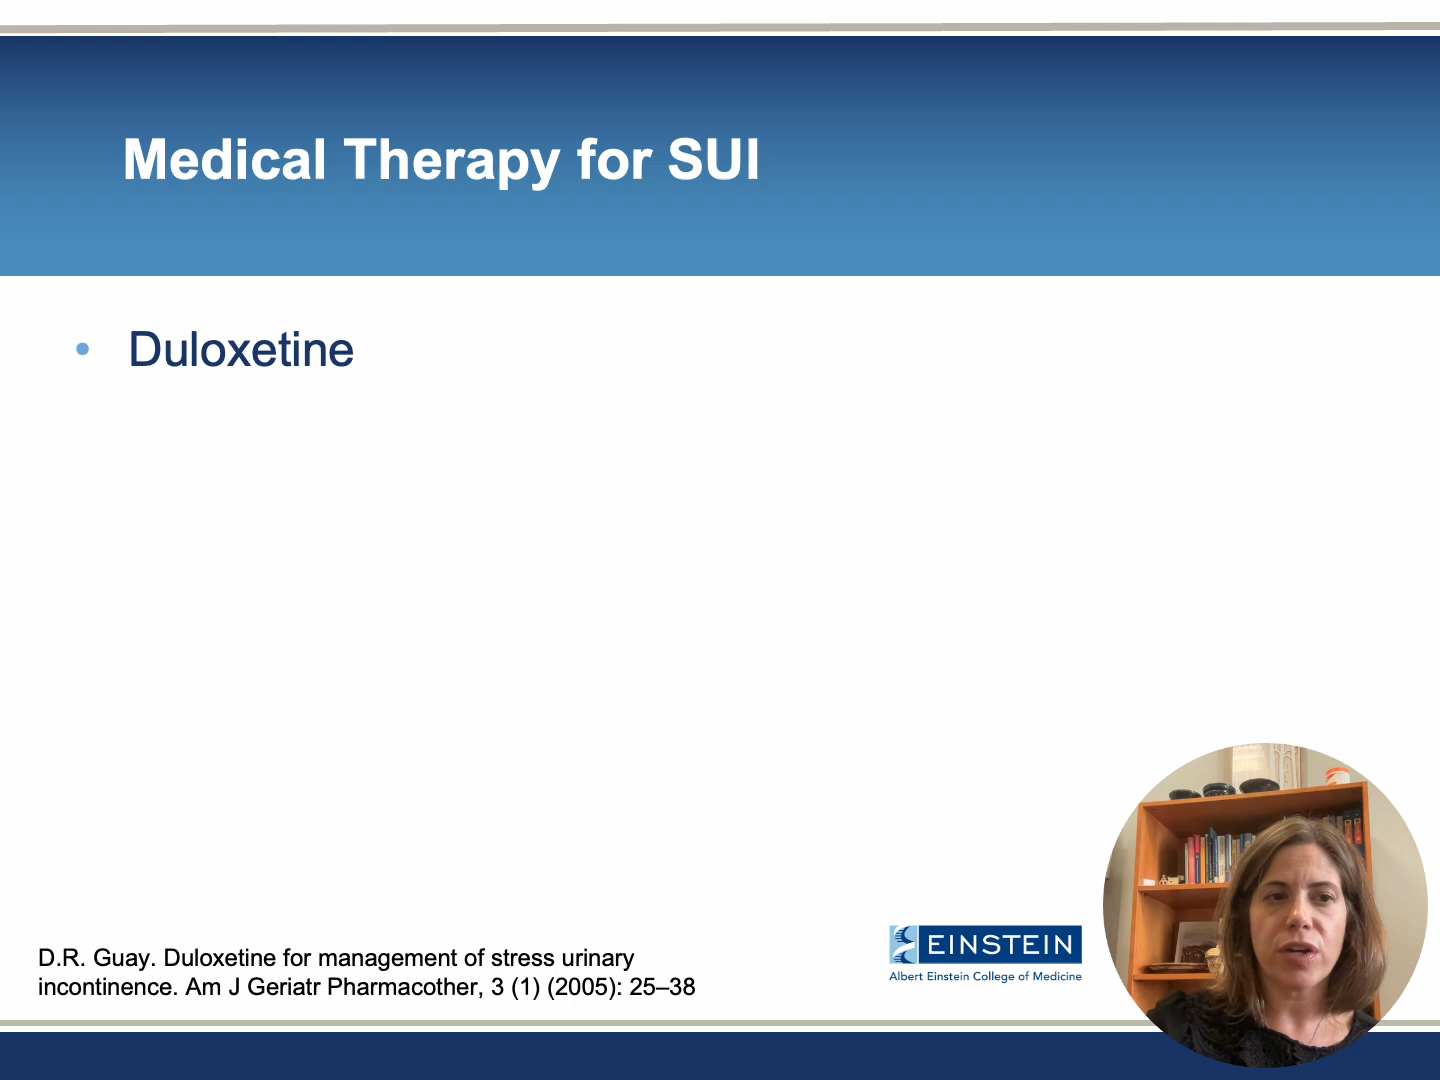 Medical Therapy for SUI
• Duloxetine
D.R. Guay. Duloxetine for management of stress urinary
incontinence. Am J Geriatr Pharmacother, 3 (1) (2005): 25–38
EINSTEIN
Albert Einstein College of Medicine